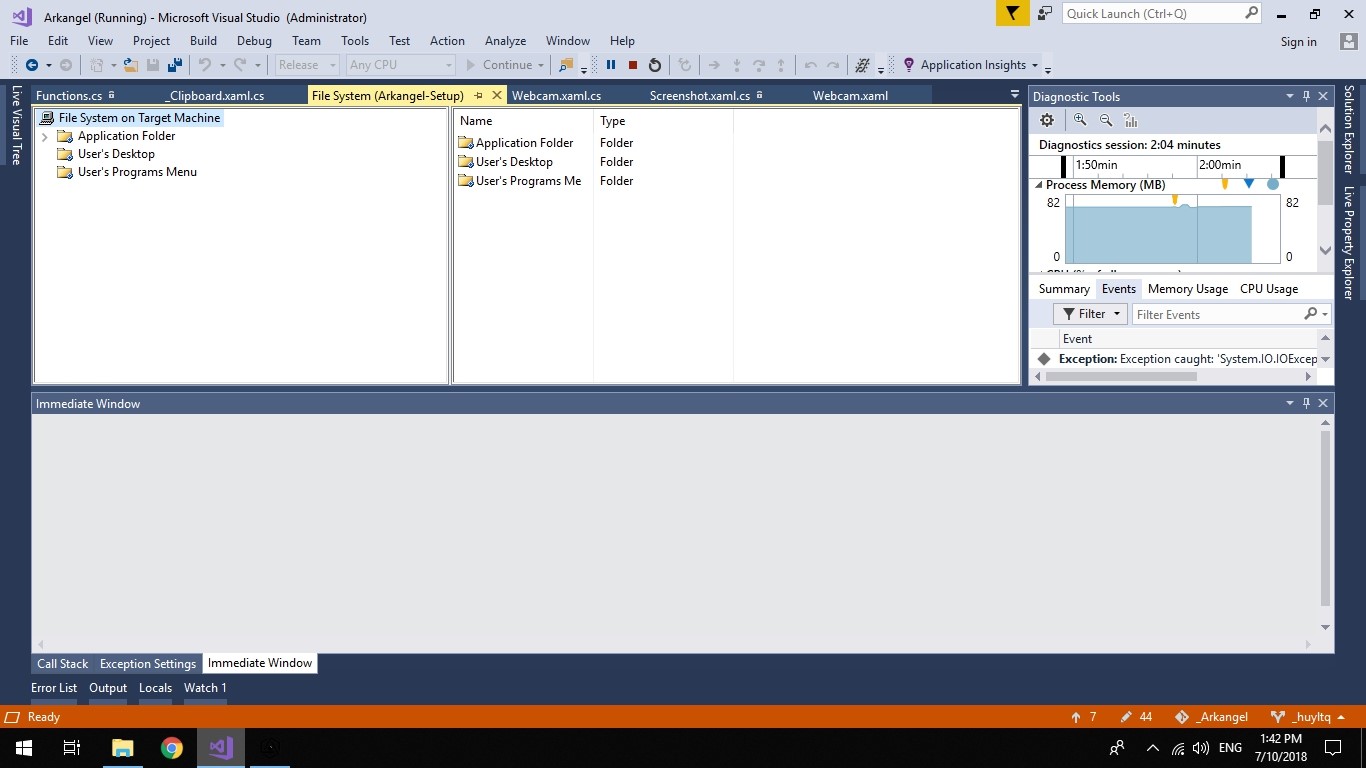 Arkangel (Running) - Microsoft Visual Studio (Administrator)
Quick Launch (Ctrl+Q)
File Edit View Project Build Debug Team Tools Test Action Analyze Window Help
Sign in
Release Any CPU Continue Application Insights
Live Visual Tree
Functions.cs _Clipboard.xaml.cs File System (Arkangel-Setup) Webcam.xaml.cs Screenshot.xaml.cs Webcam.xaml
File System on Target Machine
Application Folder
User's Desktop
User's Programs Menu
Name Type
Application Folder Folder
User's Desktop Folder
User's Programs Me Folder
Diagnostic Tools
Diagnostics session: 2:04 minutes
1:50min 2:00min
Process Memory (MB)
82 82
0 0
Summary Events Memory Usage CPU Usage
Filter Filter Events
Event
Exception: Exception caught: 'System.IO.IOExcep
Solution Explorer
Live Property Explorer
Immediate Window
Call Stack Exception Settings Immediate Window
Error List Output Locals Watch 1
Ready
7 44 _Arkangel _huyltq
ENG
1:42 PM
7/10/2018